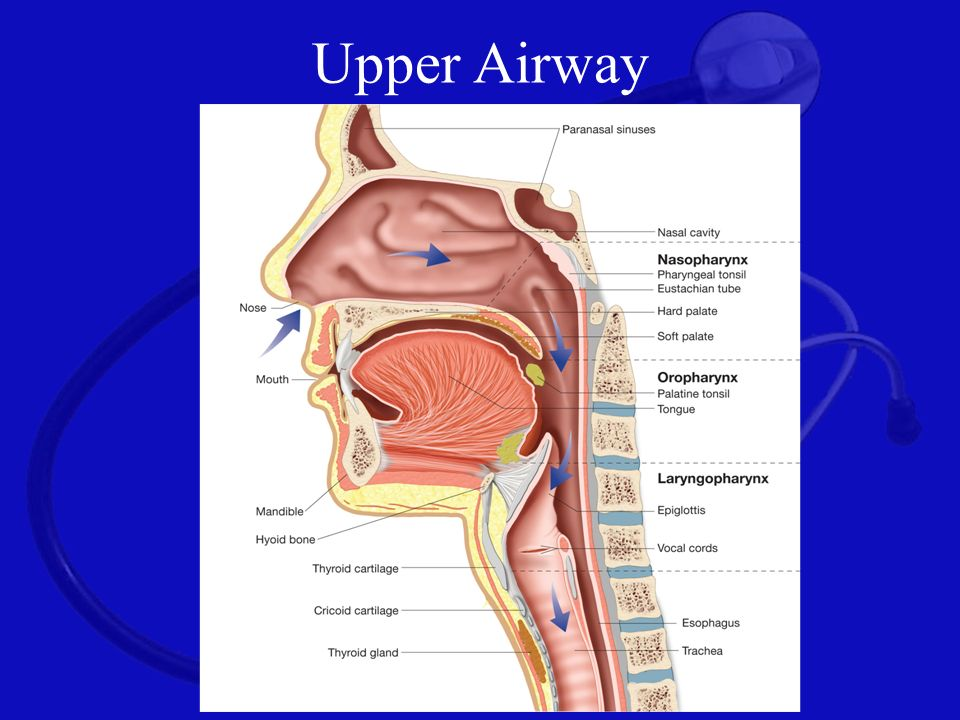 Upper Airway
Paranasal sinuses
Nasal cavity
Nasopharynx
Pharyngeal tonsil
Eustachian tube
Nose
Hard palate
Soft palate
Mouth
Oropharynx
Palatine tonsil
Tongue
Laryngopharynx
Mandible
Epiglottis
Hyoid bone
Vocal cords
Thyroid cartilage
Cricoid cartilage
Esophagus
Thyroid gland
Trachea